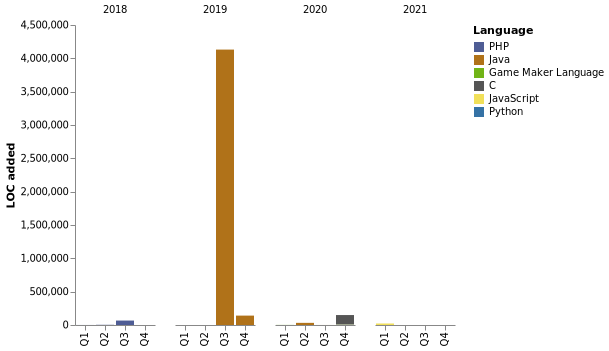 2018 2019 2020 2021
4,500,000
4,000,000
3,500,000
3,000,000
2,500,000
2,000,000
1,500,000
1,000,000
500,000
0
LOC added
Q1 Q2 Q3 Q4 Q1 Q2 Q3 Q4 Q1 Q2 Q3 Q4 Q1 Q2 Q3 Q4
Language
PHP
Java
Game Maker Language
C
JavaScript
Python